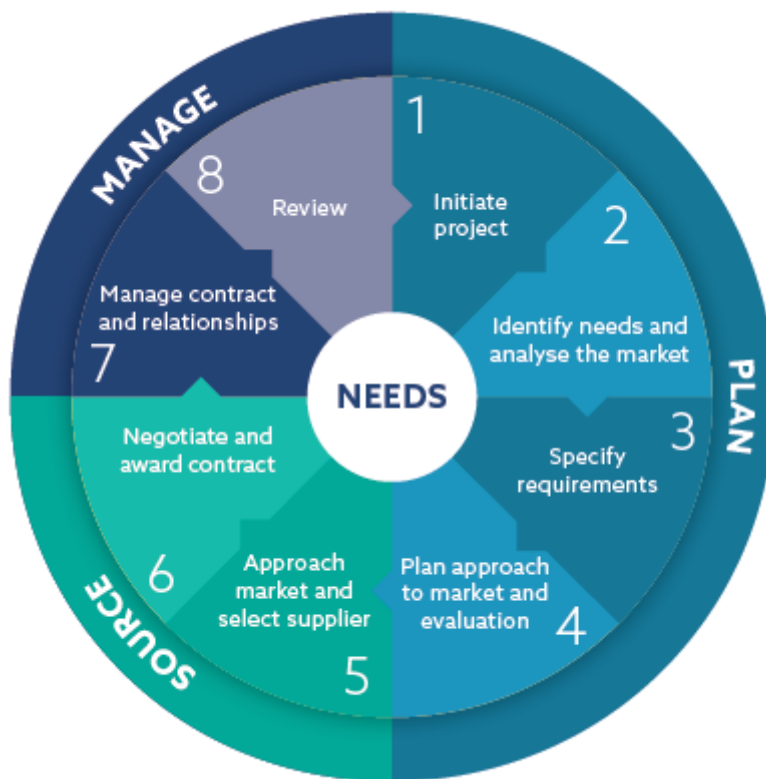 MANAGE
PLAN
SOURCE
NEEDS
1
Initiate
project
2
Identify needs and
analyse the market
3
Specify
requirements
4
Plan approach
to market and
evaluation
5
Approach
market and
select supplier
6
Negotiate and
award contract
7
Manage contract
and relationships
8
Review